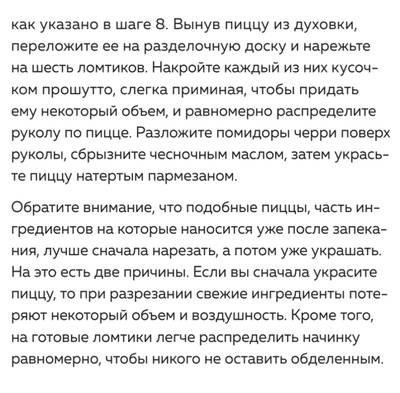 как указано в шаге 8. Вынув пиццу из духовки,
переложите ее на разделочную доску и нарежьте
на шесть ломтиков. Накройте каждый из них кусоч-
ком прошутто, слегка приминая, чтобы придать
ему некоторый объем, и равномерно распределите
руколу по пицце. Разложите помидоры черри поверх
руколы, сбрызните чесночным маслом, затем укрась-
те пиццу натертым пармезаном.
Обратите внимание, что подобные пиццы, часть ин-
гредиентов на которые наносится уже после запека-
ния, лучше сначала нарезать, а потом уже украшать.
На это есть две причины. Если вы сначала украсите
пиццу, то при разрезании свежие ингредиенты поте-
ряют некоторый объем и воздушность. Кроме того,
на готовые ломтики легче распределить начинку
равномерно, чтобы никого не оставить обделенным.